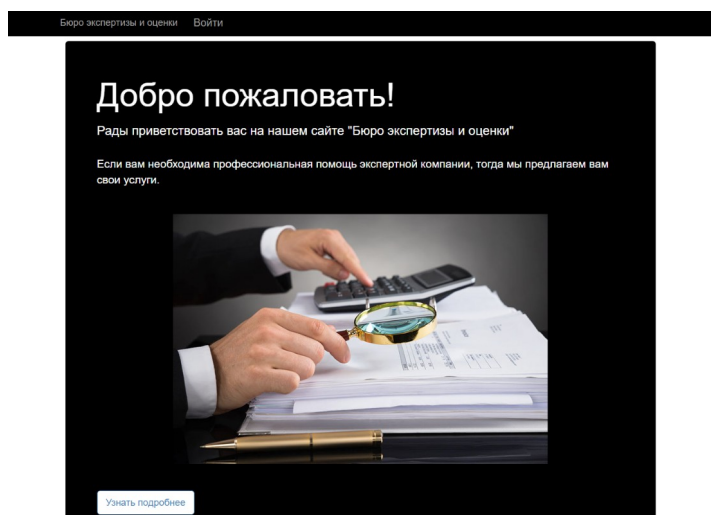 Бюро экспертизы и оценки Войти
Добро пожаловать!
Рады приветствовать вас на нашем сайте "Бюро экспертизы и оценки"
Если вам необходима профессиональная помощь экспертной компании, тогда мы предлагаем вам
свои услуги.
Узнать подробнее